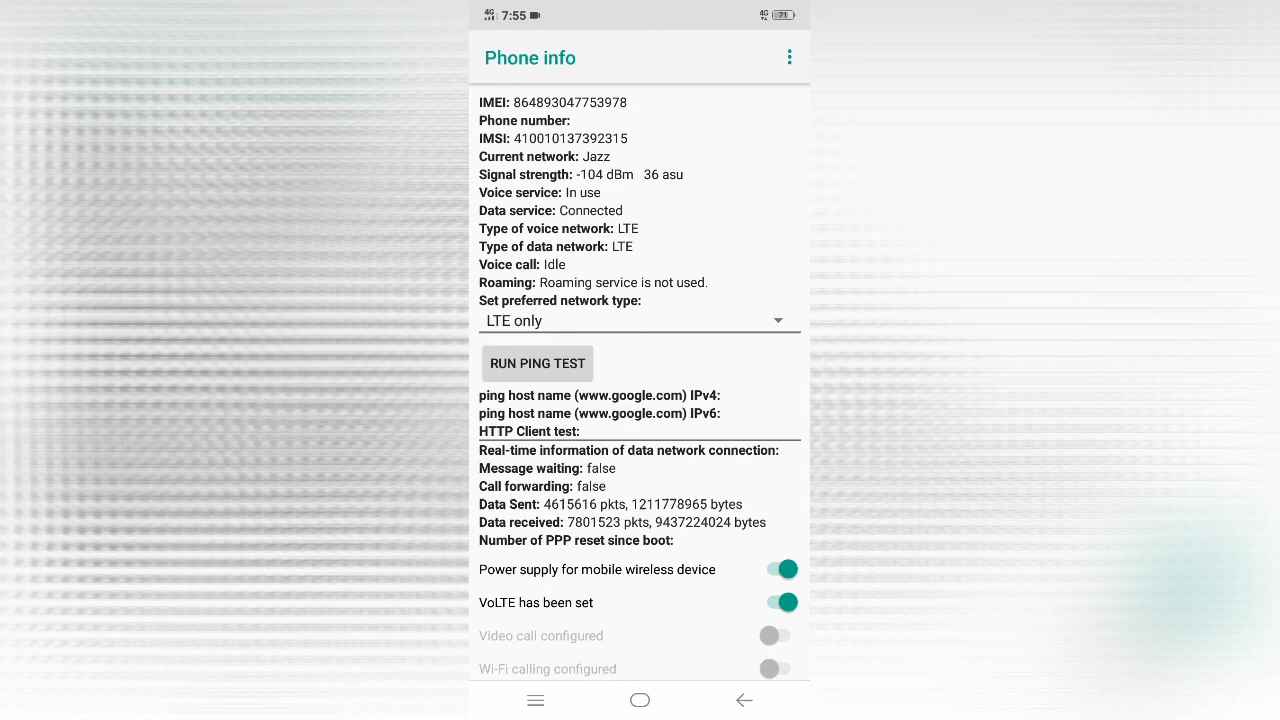 4G 7:55 4G 71
Phone info
IMEI: 864893047753978
Phone number:
IMSI: 410010137392315
Current network: Jazz
Signal strength: -104 dBm 36 asu
Voice service: In use
Data service: Connected
Type of voice network: LTE
Type of data network: LTE
Voice call: Idle
Roaming: Roaming service is not used.
Set preferred network type:
LTE only
RUN PING TEST
ping host name (www.google.com) IPv4:
ping host name (www.google.com) IPv6:
HTTP Client test:
Real-time information of data network connection:
Message waiting: false
Call forwarding: false
Data Sent: 4615616 pkts, 1211778965 bytes
Data received: 7801523 pkts, 9437224024 bytes
Number of PPP reset since boot:
Power supply for mobile wireless device
VoLTE has been set
Video call configured
Wi-Fi calling configured